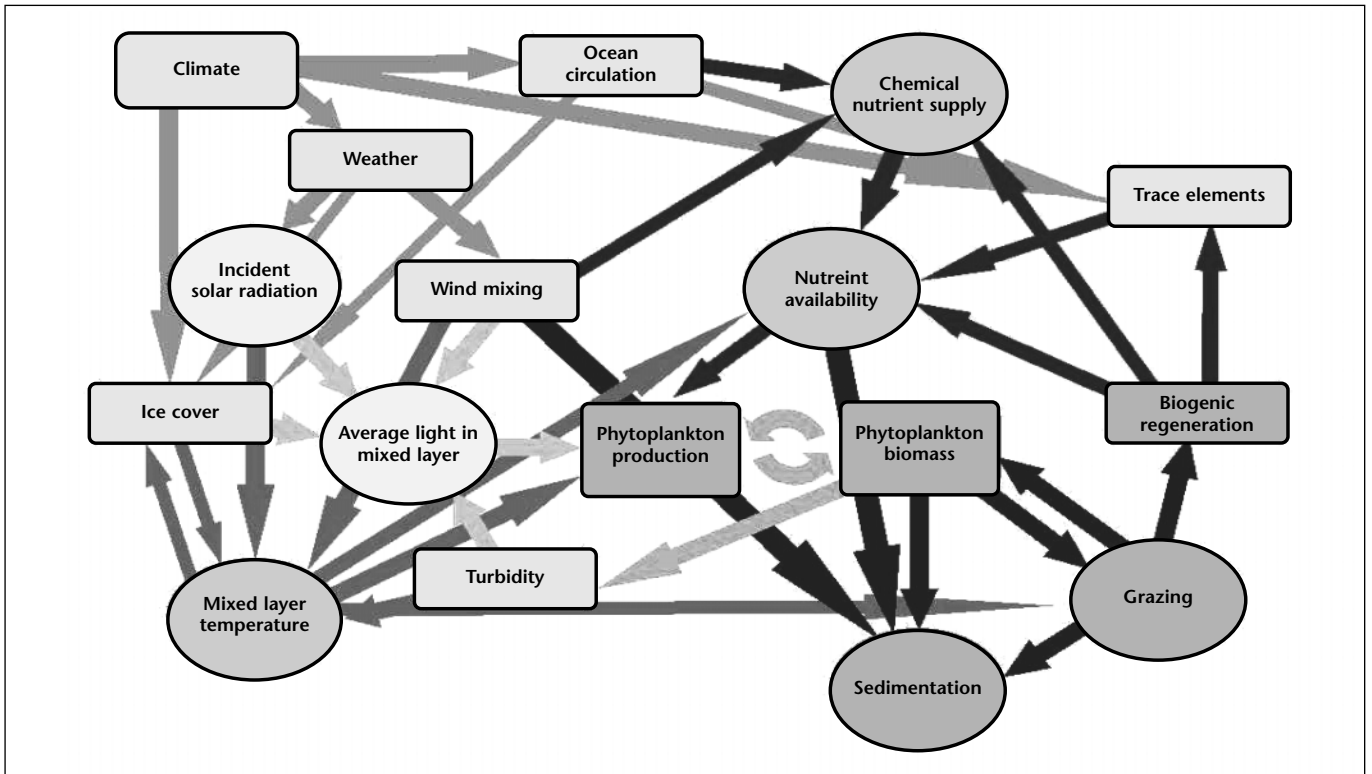 Climate
Ocean
circulation
Chemical
nutrient supply
Weather
Trace elements
Incident
solar radiation
Wind mixing
Nutreint
availability
Ice cover
Average light in
mixed layer
Phytoplankton
production
Phytoplankton
biomass
Biogenic
regeneration
Turbidity
Mixed layer
temperature
Grazing
Sedimentation